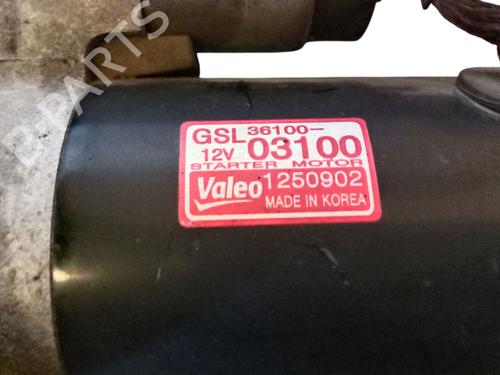 GSL 36100-
12V 03100
STARTER MOTOR
Valeo 1250902
MADE IN KOREA
B-PARTS